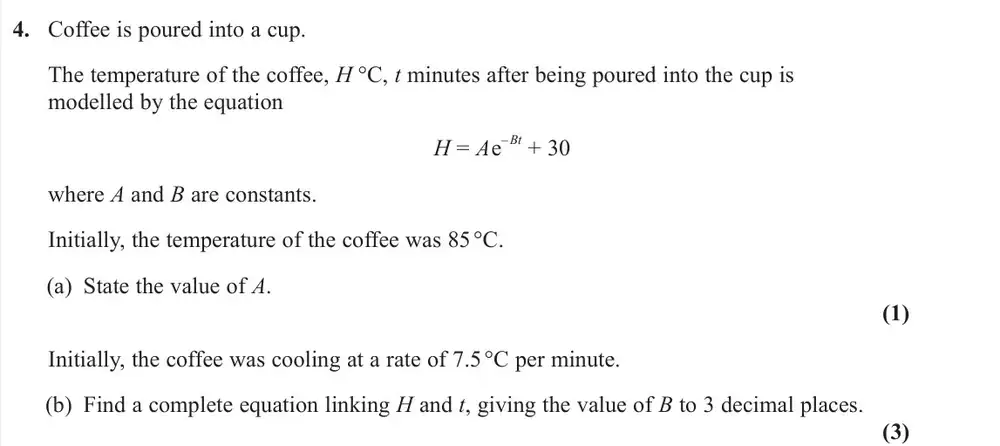 4. Coffee is poured into a cup.
The temperature of the coffee, H °C, t minutes after being poured into the cup is
modelled by the equation
H = Ae⁻ᴮᵗ + 30
where A and B are constants.
Initially, the temperature of the coffee was 85 °C.
(a) State the value of A.
(1)
Initially, the coffee was cooling at a rate of 7.5 °C per minute.
(b) Find a complete equation linking H and t, giving the value of B to 3 decimal places.
(3)